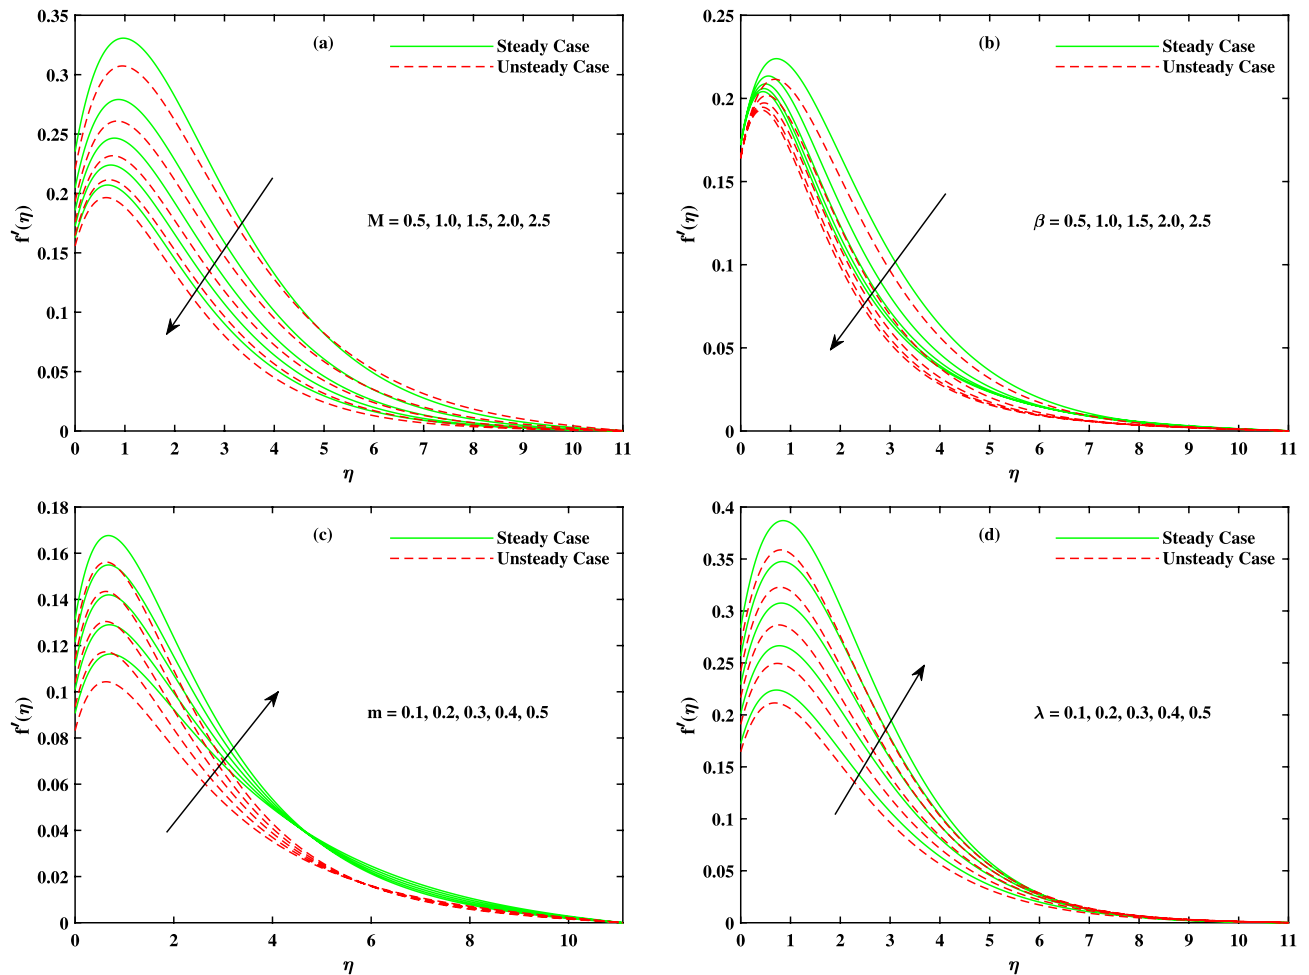 0.35
0.3
0.25
0.2
0.15
0.1
0.05
0
f′(η)
(a)
Steady Case
Unsteady Case
M = 0.5, 1.0, 1.5, 2.0, 2.5
0 1 2 3 4 5 6 7 8 9 10 11
η
0.25
0.2
0.15
0.1
0.05
0
f′(η)
(b)
Steady Case
Unsteady Case
β = 0.5, 1.0, 1.5, 2.0, 2.5
0 1 2 3 4 5 6 7 8 9 10 11
η
0.18
0.16
0.14
0.12
0.1
0.08
0.06
0.04
0.02
0
f′(η)
(c)
Steady Case
Unsteady Case
m = 0.1, 0.2, 0.3, 0.4, 0.5
0 2 4 6 8 10
η
0.4
0.35
0.3
0.25
0.2
0.15
0.1
0.05
0
f′(η)
(d)
Steady Case
Unsteady Case
λ = 0.1, 0.2, 0.3, 0.4, 0.5
0 1 2 3 4 5 6 7 8 9 10 11
η